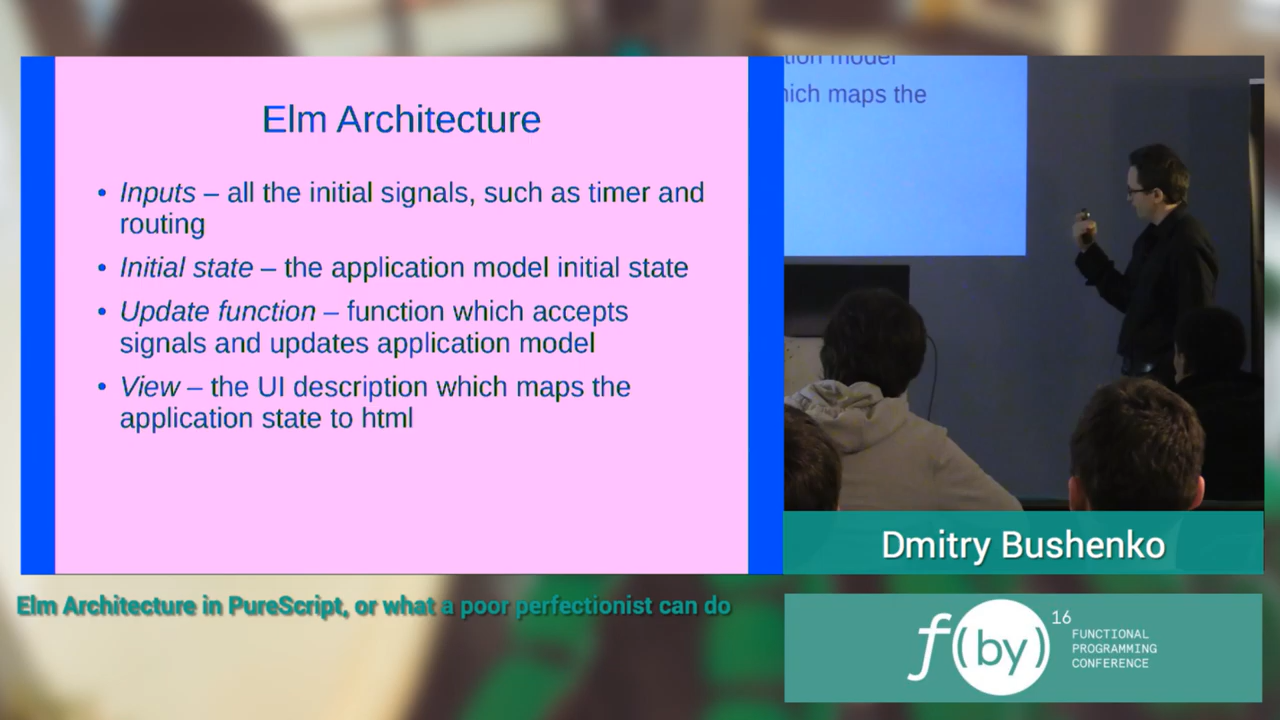 Elm Architecture
• Inputs – all the initial signals, such as timer and
routing
• Initial state – the application model initial state
• Update function – function which accepts
signals and updates application model
• View – the UI description which maps the
application state to html
tion model
hich maps the
Dmitry Bushenko
Elm Architecture in PureScript, or what a poor perfectionist can do
f(by) 16
FUNCTIONAL
PROGRAMMING
CONFERENCE